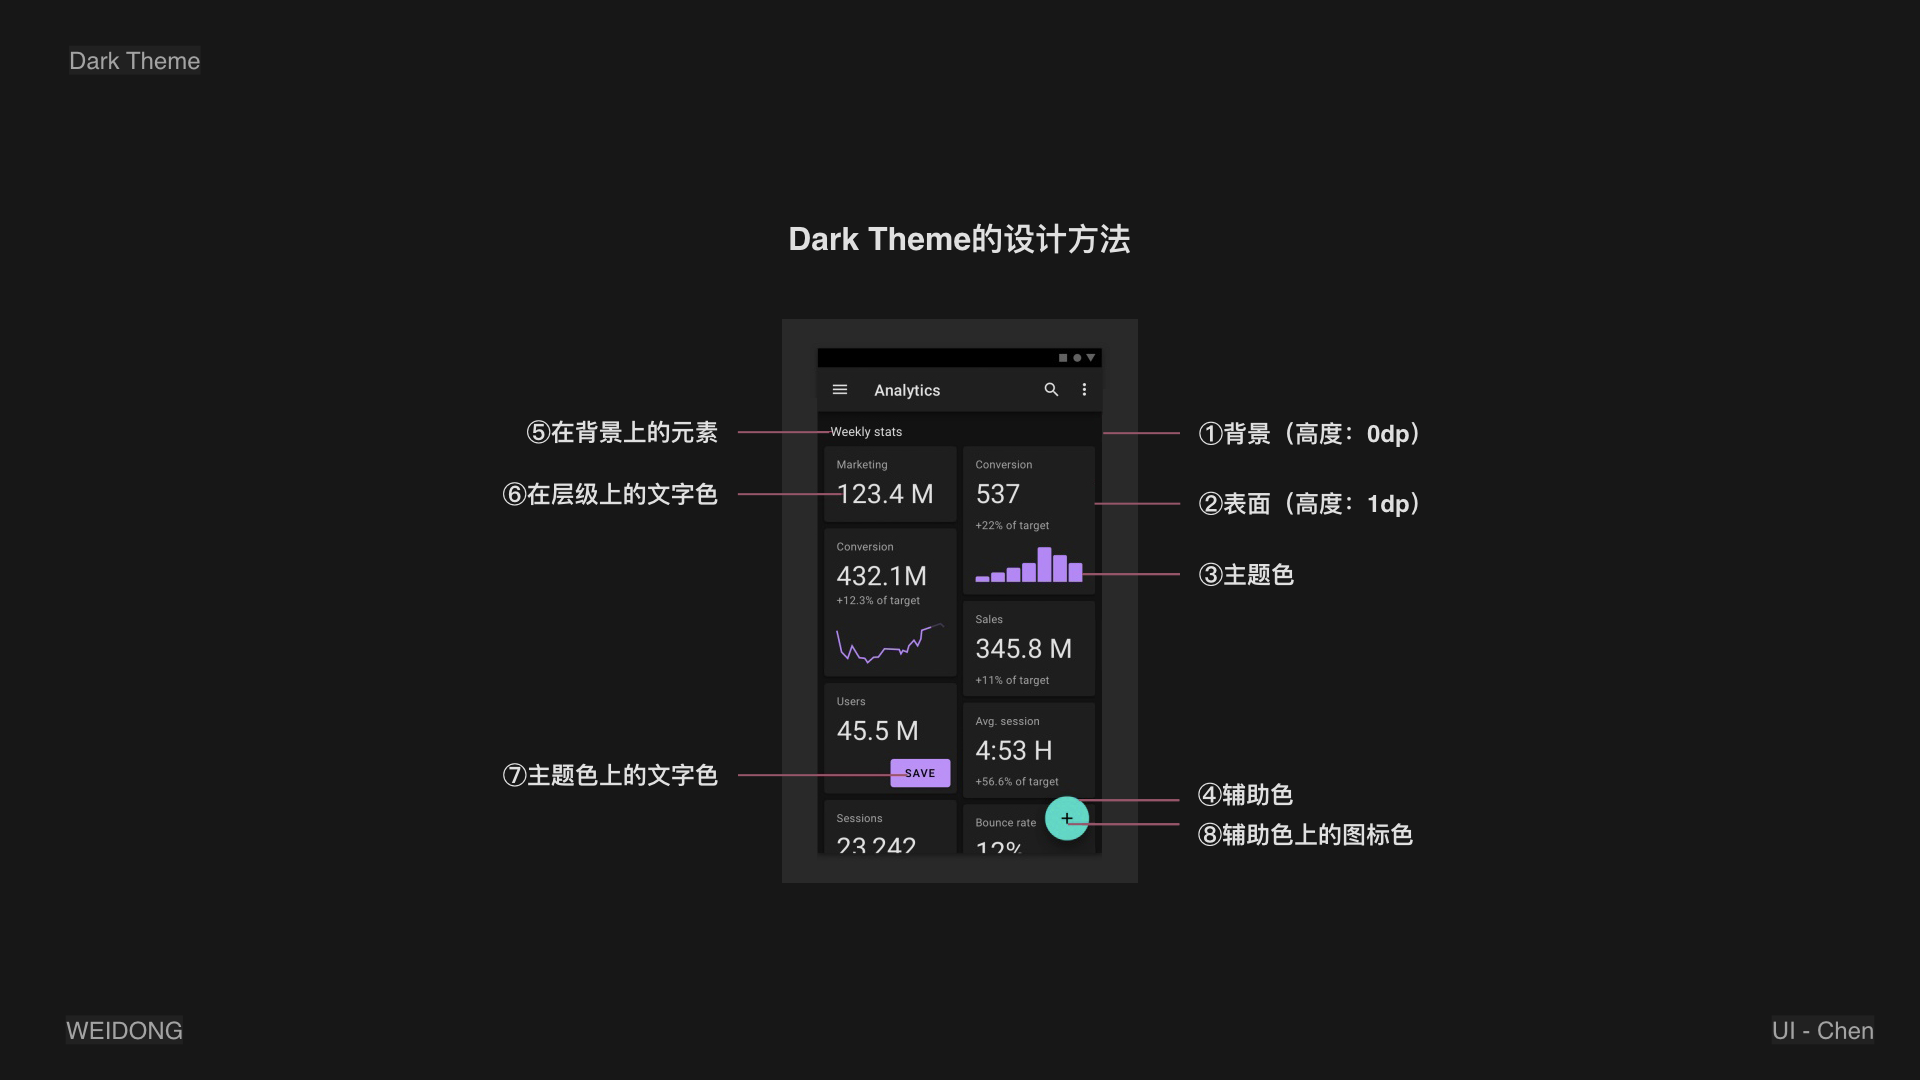 Dark Theme
Dark Theme的设计方法
Analytics
⑤在背景上的元素
Weekly stats
①背景（高度：0dp）
⑥在层级上的文字色
Marketing
123.4 M
Conversion
537
+22% of target
②表面（高度：1dp）
Conversion
432.1M
+12.3% of target
③主题色
Sales
345.8 M
+11% of target
Users
45.5 M
⑦主题色上的文字色
SAVE
Avg. session
4:53 H
+56.6% of target
④辅助色
⑧辅助色上的图标色
Sessions
23,242
Bounce rate
12%
WEIDONG
UI - Chen